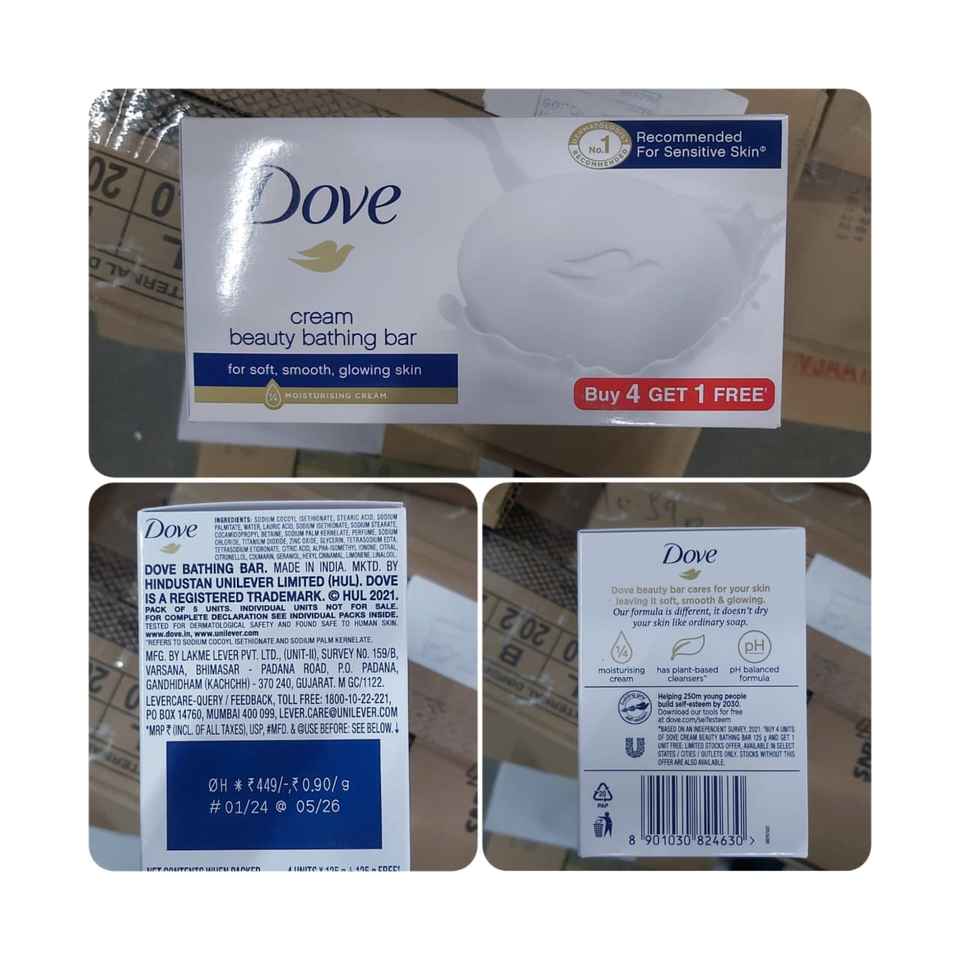 Dove
cream
beauty bathing bar
for soft, smooth, glowing skin
1/4 MOISTURISING CREAM
DERMATOLOGIST
No.1
RECOMMENDED
Recommended
For Sensitive Skin®
Buy 4 GET 1 FREE
Dove
INGREDIENTS: SODIUM COCOYL ISETHIONATE, STEARIC ACID, SODIUM
PALMITATE, WATER, LAURIC ACID, SODIUM ISETHIONATE, SODIUM STEARATE,
COCAMIDOPROPYL BETAINE, SODIUM PALM KERNELATE, PERFUME, SODIUM
CHLORIDE, TITANIUM DIOXIDE, ZINC OXIDE, GLYCERIN, TETRASODIUM EDTA,
TETRASODIUM ETIDRONATE, CITRIC ACID, ALPHA-ISOMETHYL IONONE, CITRAL,
CITRONELLOL, COUMARIN, GERANIOL, HEXYL CINNAMAL, LIMONENE, LINALOOL.
DOVE BATHING BAR. MADE IN INDIA. MKTD. BY
HINDUSTAN UNILEVER LIMITED (HUL). DOVE
IS A REGISTERED TRADEMARK. © HUL 2021.
PACK OF 5 UNITS. INDIVIDUAL UNITS NOT FOR SALE.
FOR COMPLETE DECLARATION SEE INDIVIDUAL PACKS INSIDE.
TESTED FOR DERMATOLOGICAL SAFETY AND FOUND SAFE TO HUMAN SKIN.
www.dove.in, www.unilever.com
*REFERS TO SODIUM COCOYL ISETHIONATE AND SODIUM PALM KERNELATE.
MFG. BY LAKME LEVER PVT. LTD., (UNIT-II), SURVEY NO. 159/B,
VARSANA, BHIMASAR - PADANA ROAD, P.O. PADANA,
GANDHIDHAM (KACHCHH) - 370 240, GUJARAT. M GC/1122.
LEVERCARE-QUERY / FEEDBACK, TOLL FREE: 1800-10-22-221,
PO BOX 14760, MUMBAI 400 099, LEVER.CARE@UNILEVER.COM
*MRP ₹ (INCL. OF ALL TAXES), USP, #MFG. & @USE BEFORE: SEE BELOW.↓
ØH * ₹449/-,₹ 0.90/ g
# 01/24 @ 05/26
NET CONTENTS WHEN PACKED 4 UNITS X 125 g + 125 g FREE
Dove
Dove beauty bar cares for your skin
leaving it soft, smooth & glowing.
Our formula is different, it doesn't dry
your skin like ordinary soap.
1/4
moisturising
cream
has plant-based
cleansers
pH
pH balanced
formula
Helping 250m young people
build self-esteem by 2030.
Download our tools for free
at dove.com/selfesteem
BASED ON AN INDEPENDENT SURVEY, 2021. BUY 4 UNITS
OF DOVE CREAM BEAUTY BATHING BAR 125 g AND GET 1
UNIT FREE. LIMITED STOCKS OFFER, AVAILABLE IN SELECT
STATES / CITIES / OUTLETS ONLY. STOCKS WITHOUT THIS
OFFER ARE ALSO AVAILABLE.
20
PAP
8 901030 824630 >